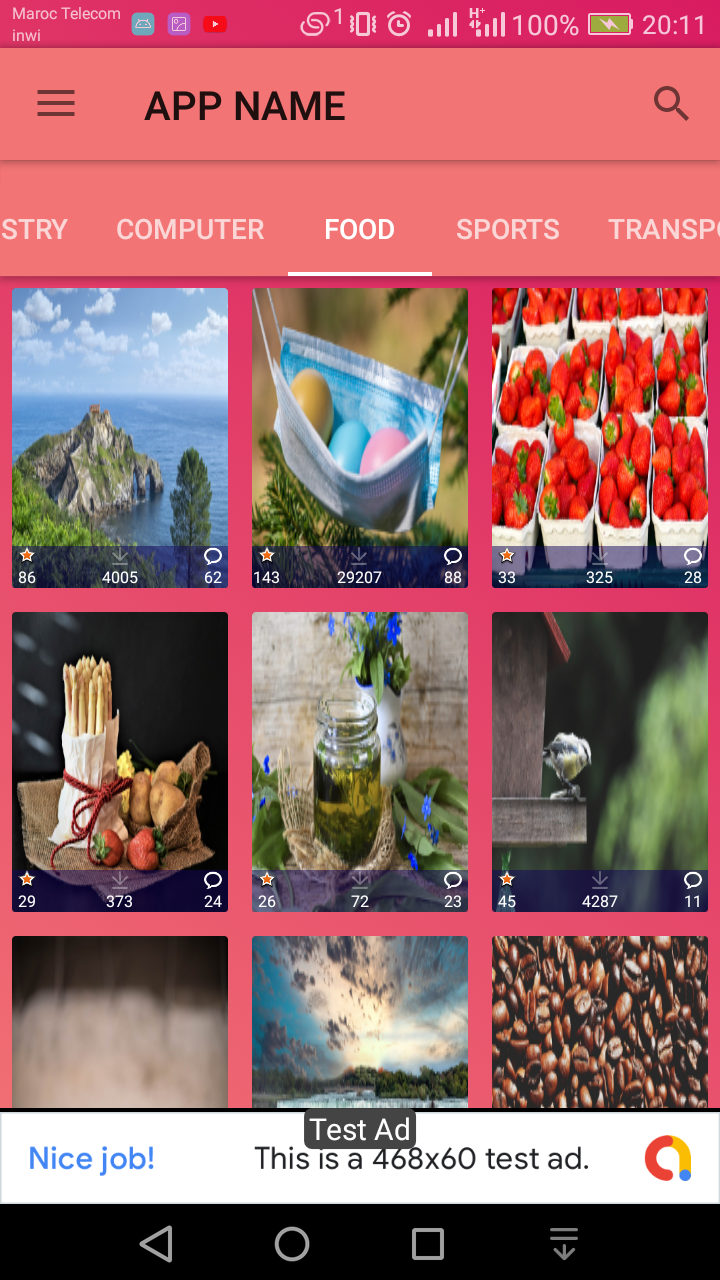 Maroc Telecom
inwi
1
H+
100%
20:11
APP NAME
STRY COMPUTER FOOD SPORTS TRANSPO
86 4005 62
143 29207 88
33 325 28
29 373 24
26 72 23
45 4287 11
Test Ad
Nice job! This is a 468x60 test ad.